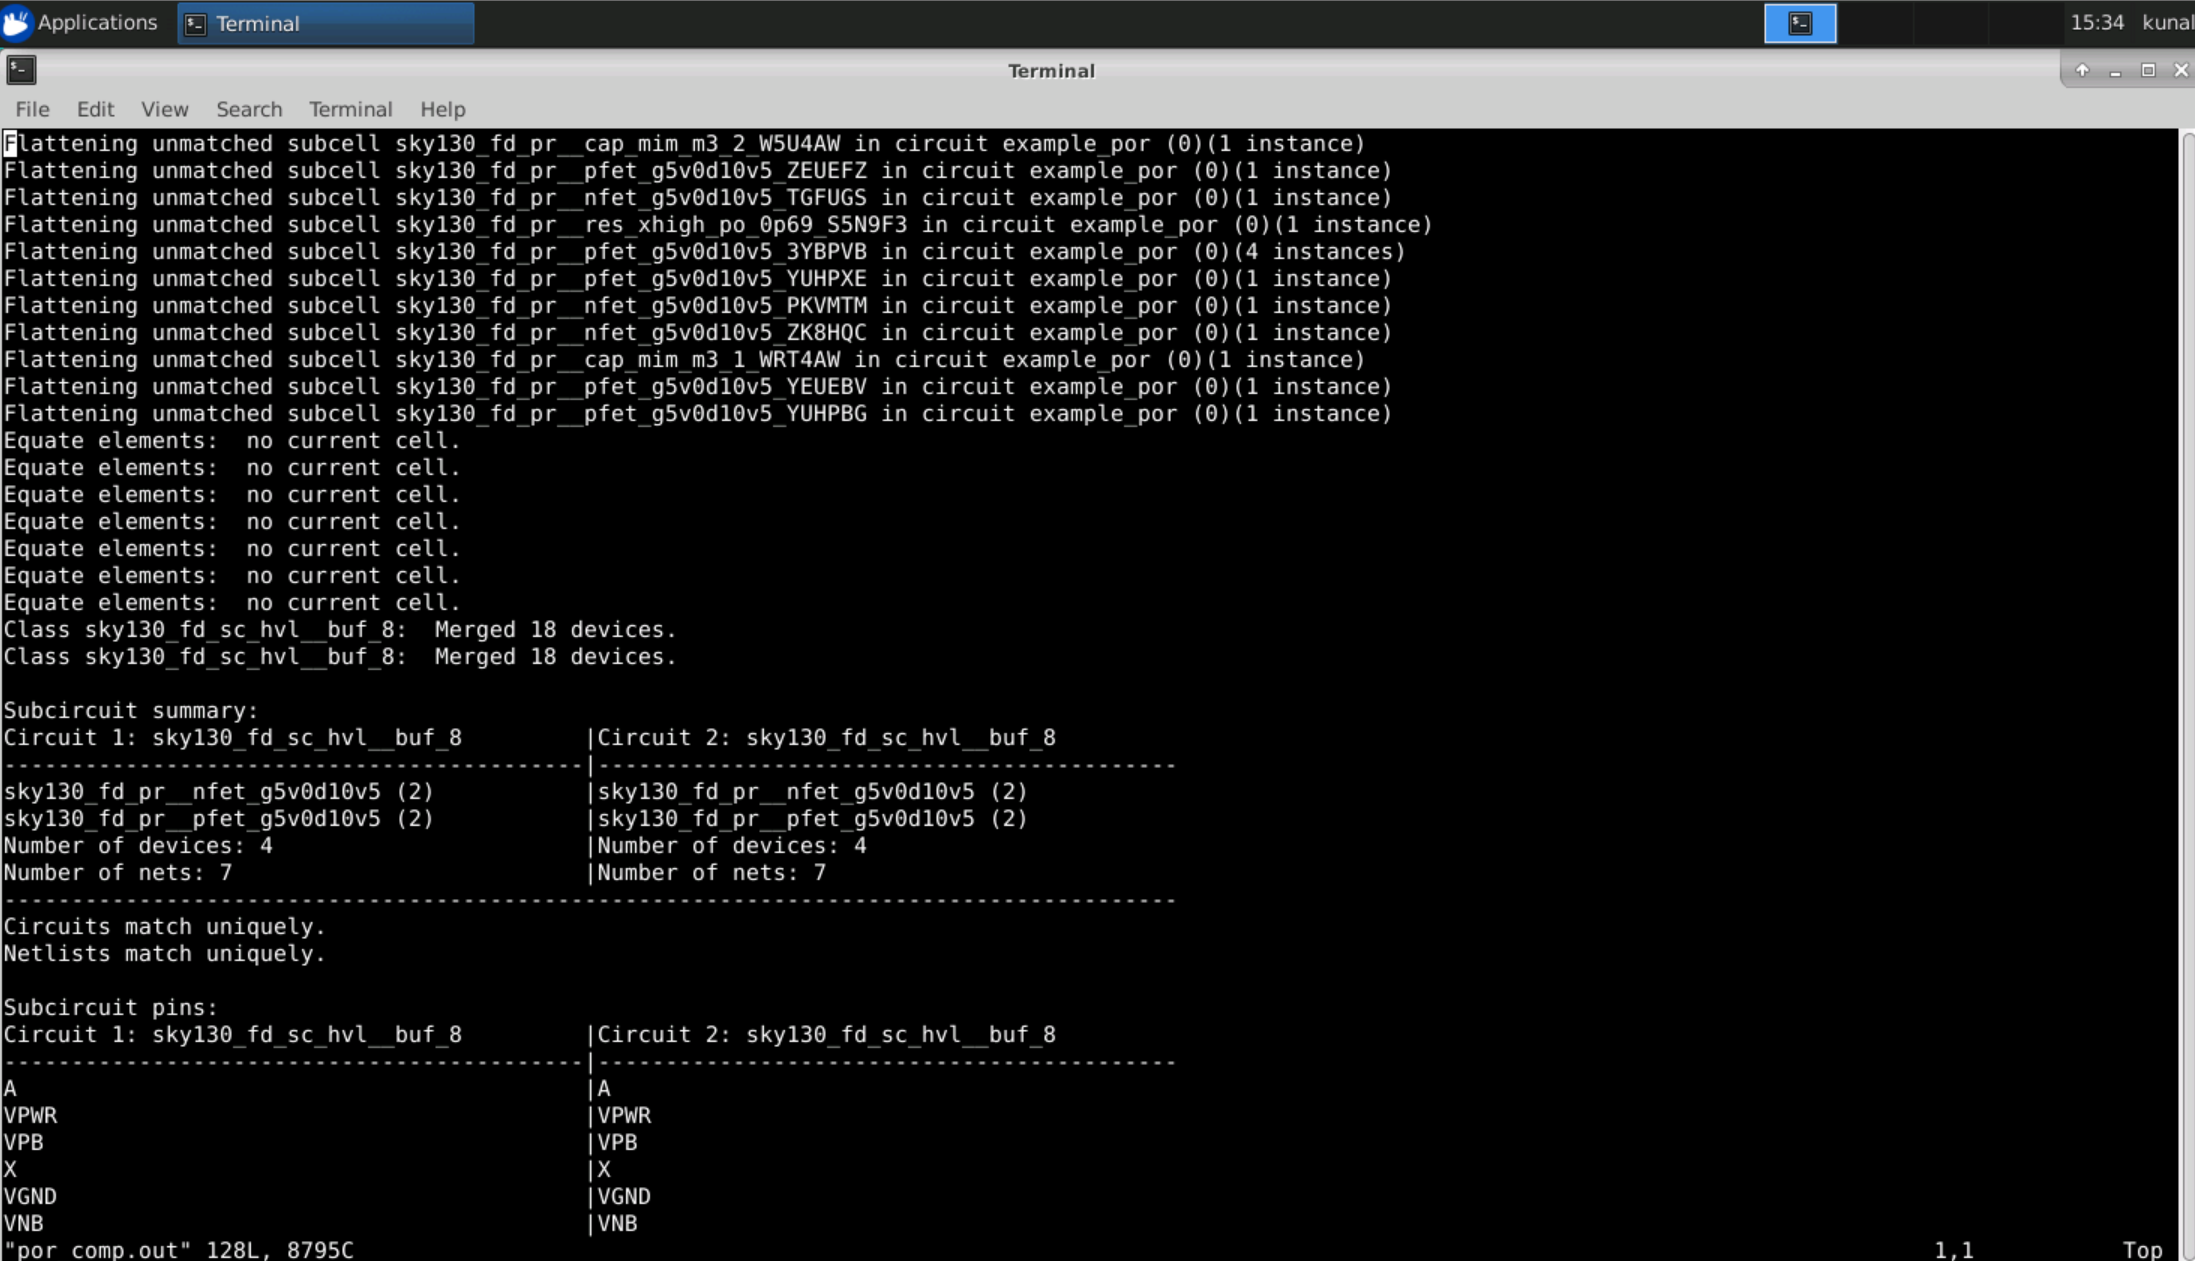 Applications Terminal 15:34 kunal
Terminal
File Edit View Search Terminal Help
Flattening unmatched subcell sky130_fd_pr__cap_mim_m3_2_W5U4AW in circuit example_por (0)(1 instance)
Flattening unmatched subcell sky130_fd_pr__pfet_g5v0d10v5_ZEUEFZ in circuit example_por (0)(1 instance)
Flattening unmatched subcell sky130_fd_pr__nfet_g5v0d10v5_TGFUGS in circuit example_por (0)(1 instance)
Flattening unmatched subcell sky130_fd_pr__res_xhigh_po_0p69_S5N9F3 in circuit example_por (0)(1 instance)
Flattening unmatched subcell sky130_fd_pr__pfet_g5v0d10v5_3YBPVB in circuit example_por (0)(4 instances)
Flattening unmatched subcell sky130_fd_pr__pfet_g5v0d10v5_YUHPXE in circuit example_por (0)(1 instance)
Flattening unmatched subcell sky130_fd_pr__nfet_g5v0d10v5_PKVMTM in circuit example_por (0)(1 instance)
Flattening unmatched subcell sky130_fd_pr__nfet_g5v0d10v5_ZK8HQC in circuit example_por (0)(1 instance)
Flattening unmatched subcell sky130_fd_pr__cap_mim_m3_1_WRT4AW in circuit example_por (0)(1 instance)
Flattening unmatched subcell sky130_fd_pr__pfet_g5v0d10v5_YEUEBV in circuit example_por (0)(1 instance)
Flattening unmatched subcell sky130_fd_pr__pfet_g5v0d10v5_YUHPBG in circuit example_por (0)(1 instance)
Equate elements:  no current cell.
Equate elements:  no current cell.
Equate elements:  no current cell.
Equate elements:  no current cell.
Equate elements:  no current cell.
Equate elements:  no current cell.
Equate elements:  no current cell.
Class sky130_fd_sc_hvl__buf_8:  Merged 18 devices.
Class sky130_fd_sc_hvl__buf_8:  Merged 18 devices.
Subcircuit summary:
Circuit 1: sky130_fd_sc_hvl__buf_8         |Circuit 2: sky130_fd_sc_hvl__buf_8
-------------------------------------------|-------------------------------------------
sky130_fd_pr__nfet_g5v0d10v5 (2)           |sky130_fd_pr__nfet_g5v0d10v5 (2)
sky130_fd_pr__pfet_g5v0d10v5 (2)           |sky130_fd_pr__pfet_g5v0d10v5 (2)
Number of devices: 4                       |Number of devices: 4
Number of nets: 7                          |Number of nets: 7
---------------------------------------------------------------------------------------
Circuits match uniquely.
Netlists match uniquely.
Subcircuit pins:
Circuit 1: sky130_fd_sc_hvl__buf_8         |Circuit 2: sky130_fd_sc_hvl__buf_8
-------------------------------------------|-------------------------------------------
A                                          |A
VPWR                                       |VPWR
VPB                                        |VPB
X                                          |X
VGND                                       |VGND
VNB                                        |VNB
"por_comp.out" 128L, 8795C 1,1 Top